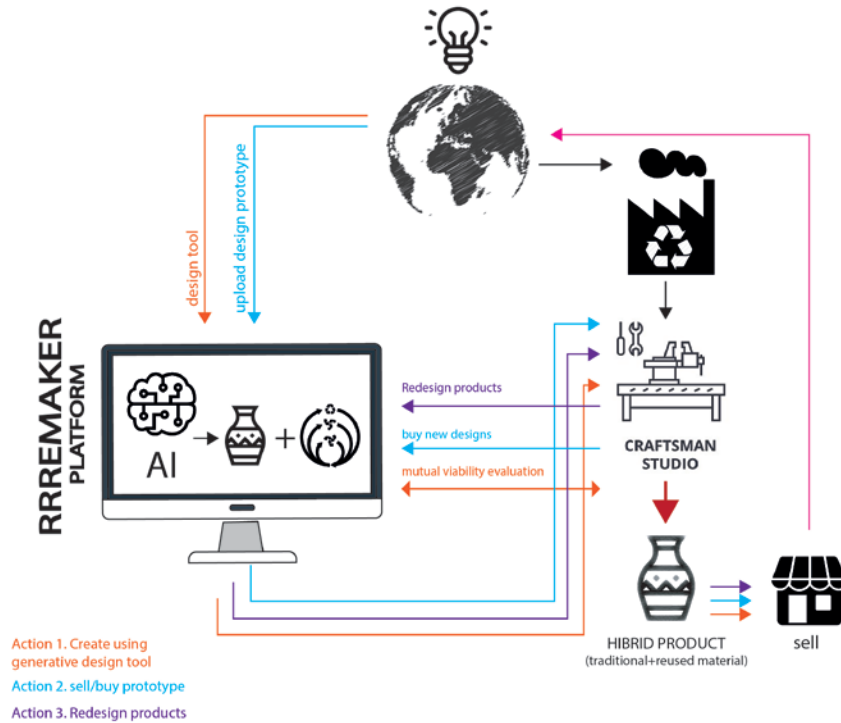 design tool
upload design prototype
RRREMAKER
PLATFORM
AI
Redesign products
buy new designs
mutual viability evaluation
CRAFTSMAN
STUDIO
HIBRID PRODUCT
(traditional+reused material)
sell
Action 1. Create using
generative design tool
Action 2. sell/buy prototype
Action 3. Redesign products